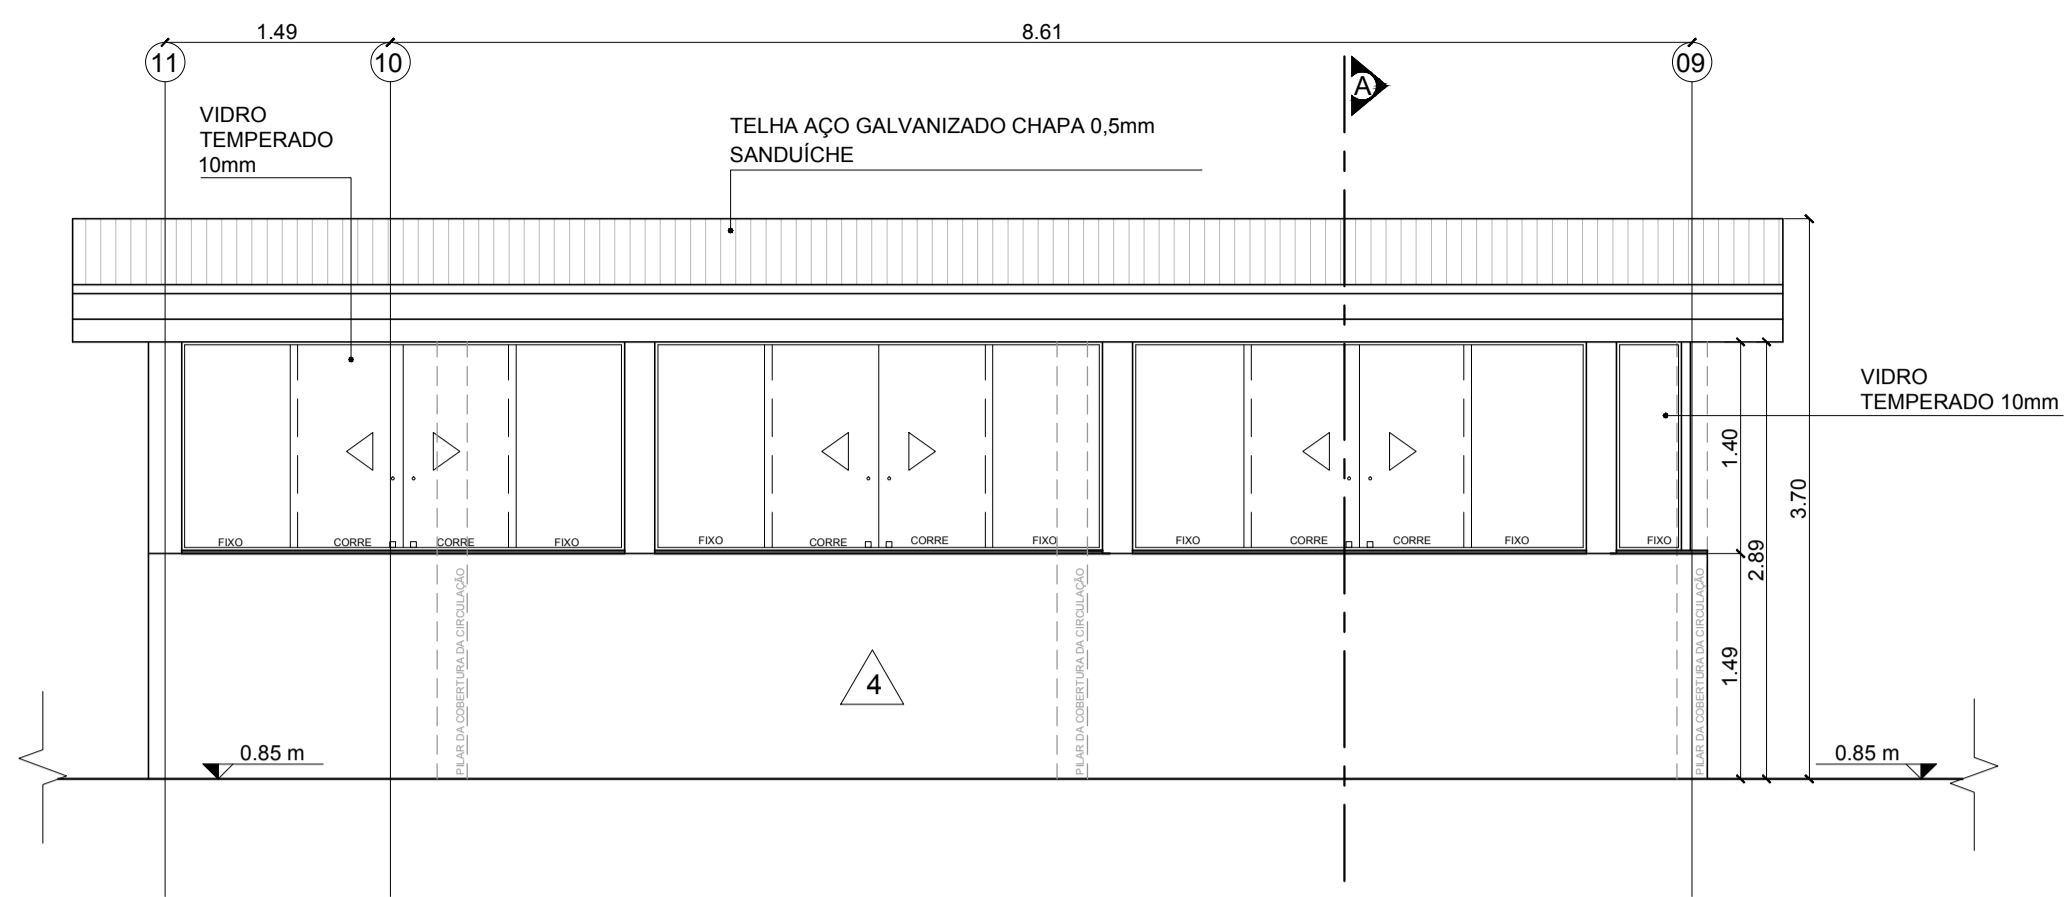 1.49
8.61
11
10
09
A
VIDRO
TEMPERADO
10mm
TELHA AÇO GALVANIZADO CHAPA 0,5mm
SANDUÍCHE
VIDRO
TEMPERADO 10mm
1.40
3.70
2.89
1.49
FIXO
CORRE
CORRE
FIXO
FIXO
CORRE
CORRE
FIXO
FIXO
CORRE
CORRE
FIXO
FIXO
PILAR DA COBERTURA DA CIRCULAÇÃO
PILAR DA COBERTURA DA CIRCULAÇÃO
PILAR DA COBERTURA DA CIRCULAÇÃO
4
0.85 m
0.85 m